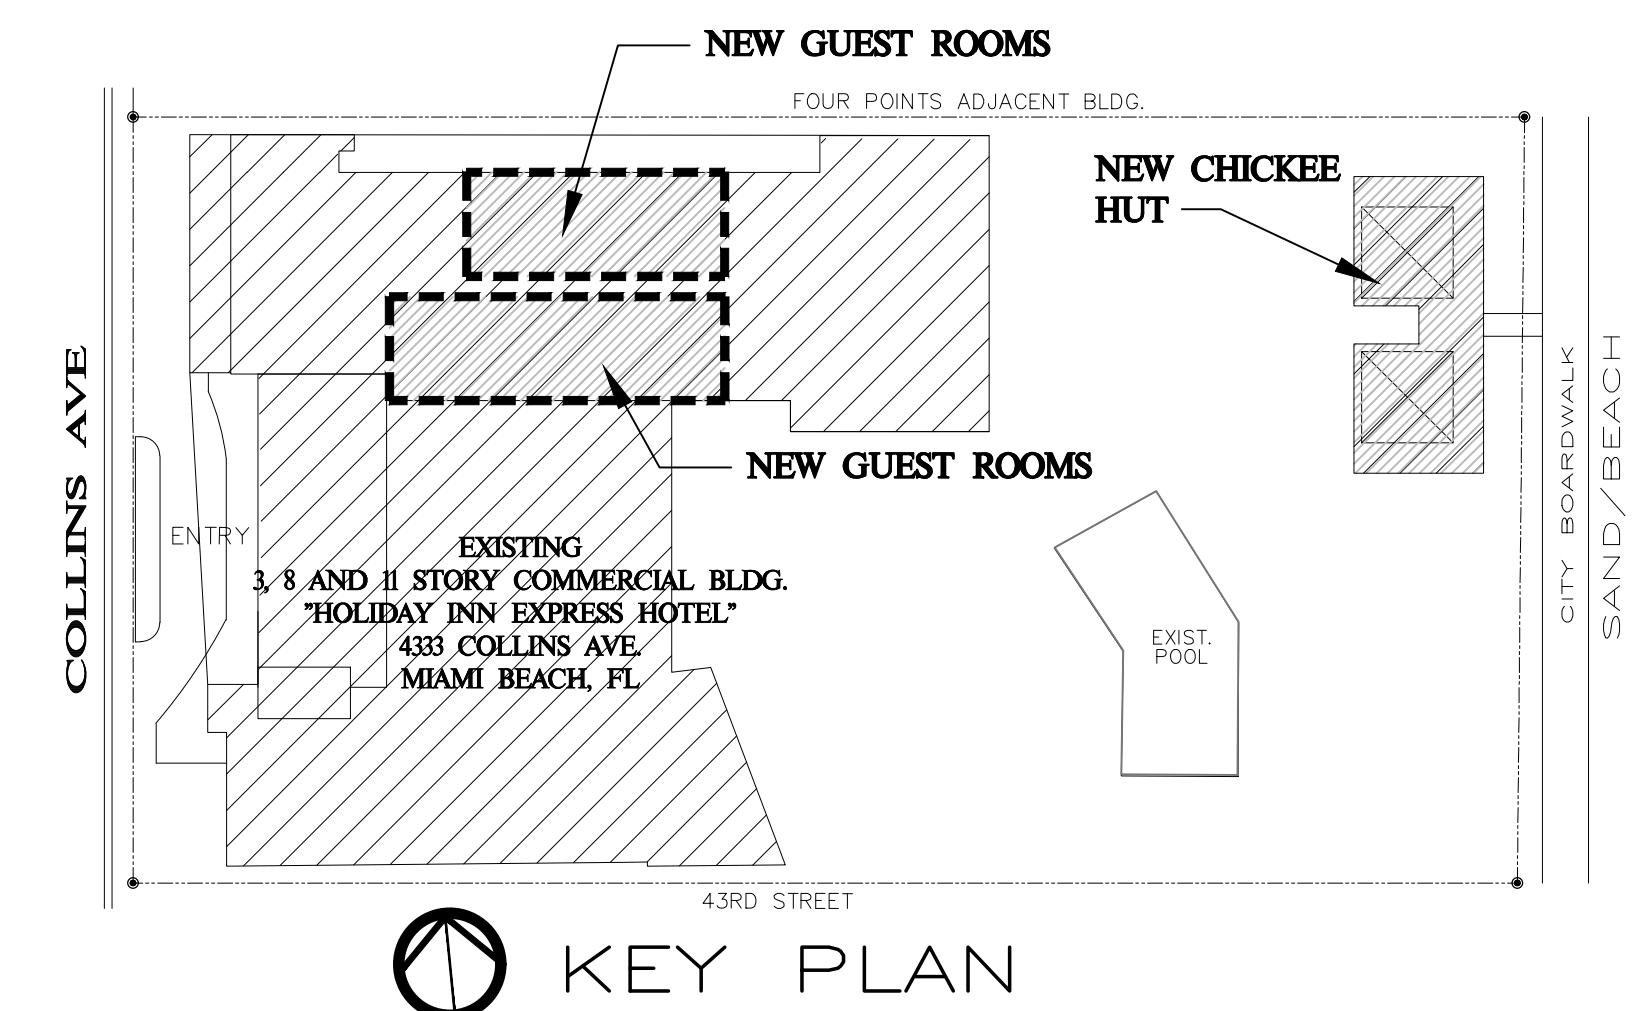 NEW GUEST ROOMS
FOUR POINTS ADJACENT BLDG.
NEW CHICKEE
HUT
COLLINS AVE
NEW GUEST ROOMS
ENTRY
EXISTING
3, 8 AND 11 STORY COMMERCIAL BLDG.
"HOLIDAY INN EXPRESS HOTEL"
4333 COLLINS AVE.
MIAMI BEACH, FL
EXIST.
POOL
CITY BOARDWALK
SAND/BEACH
43RD STREET
KEY PLAN